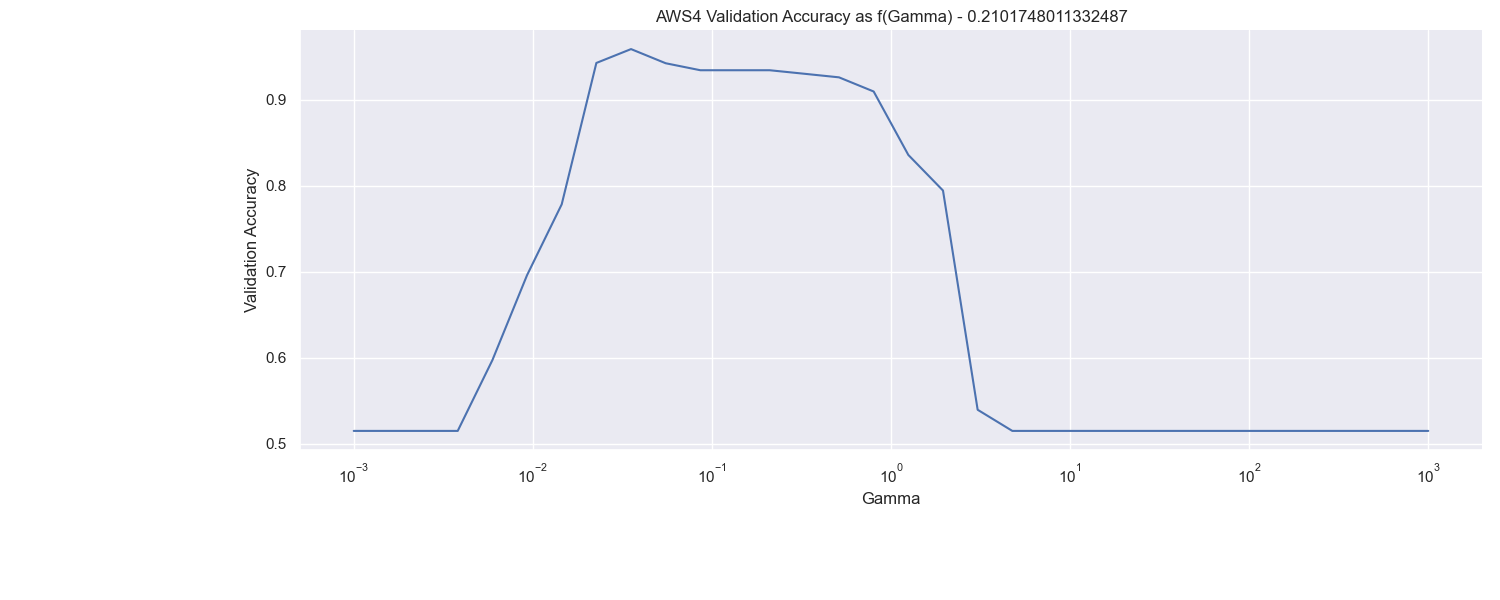 AWS4 Validation Accuracy as f(Gamma) - 0.2101748011332487
Validation Accuracy
0.9
0.8
0.7
0.6
0.5
10⁻³ 10⁻² 10⁻¹ 10⁰ 10¹ 10² 10³
Gamma